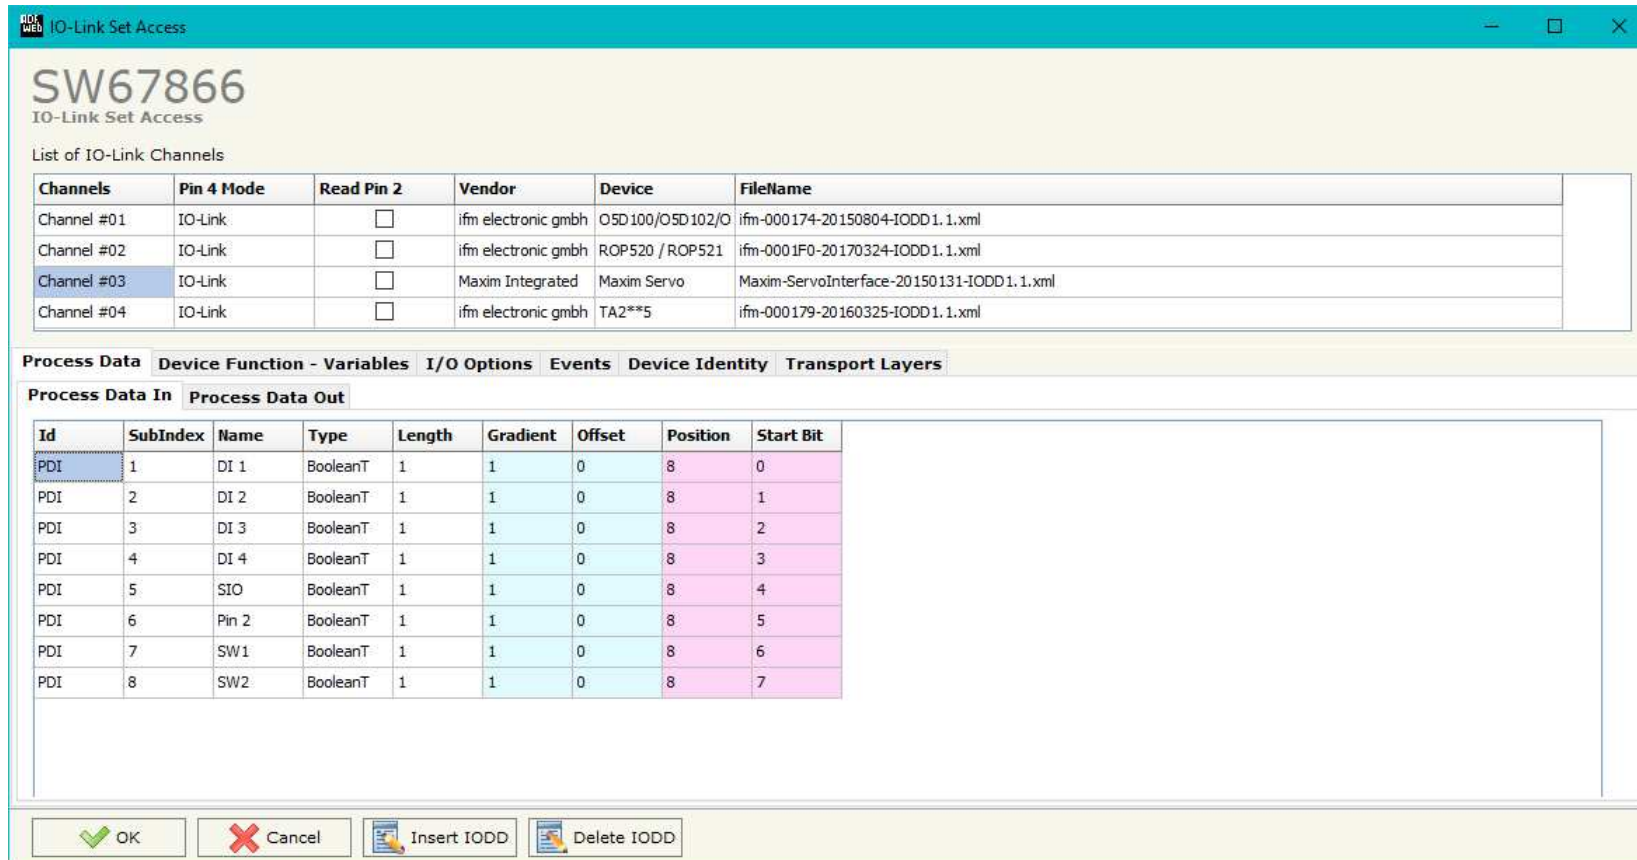 ADF WEB IO-Link Set Access
SW67866
IO-Link Set Access
List of IO-Link Channels
Channels Pin 4 Mode Read Pin 2 Vendor Device FileName
Channel #01 IO-Link ifm electronic gmbh O5D100/O5D102/O ifm-000174-20150804-IODD1.1.xml
Channel #02 IO-Link ifm electronic gmbh ROP520 / ROP521 ifm-0001F0-20170324-IODD1.1.xml
Channel #03 IO-Link Maxim Integrated Maxim Servo Maxim-ServoInterface-20150131-IODD1.1.xml
Channel #04 IO-Link ifm electronic gmbh TA2**5 ifm-000179-20160325-IODD1.1.xml
Process Data Device Function - Variables I/O Options Events Device Identity Transport Layers
Process Data In Process Data Out
Id SubIndex Name Type Length Gradient Offset Position Start Bit
PDI 1 DI 1 BooleanT 1 1 0 8 0
PDI 2 DI 2 BooleanT 1 1 0 8 1
PDI 3 DI 3 BooleanT 1 1 0 8 2
PDI 4 DI 4 BooleanT 1 1 0 8 3
PDI 5 SIO BooleanT 1 1 0 8 4
PDI 6 Pin 2 BooleanT 1 1 0 8 5
PDI 7 SW1 BooleanT 1 1 0 8 6
PDI 8 SW2 BooleanT 1 1 0 8 7
OK Cancel Insert IODD Delete IODD